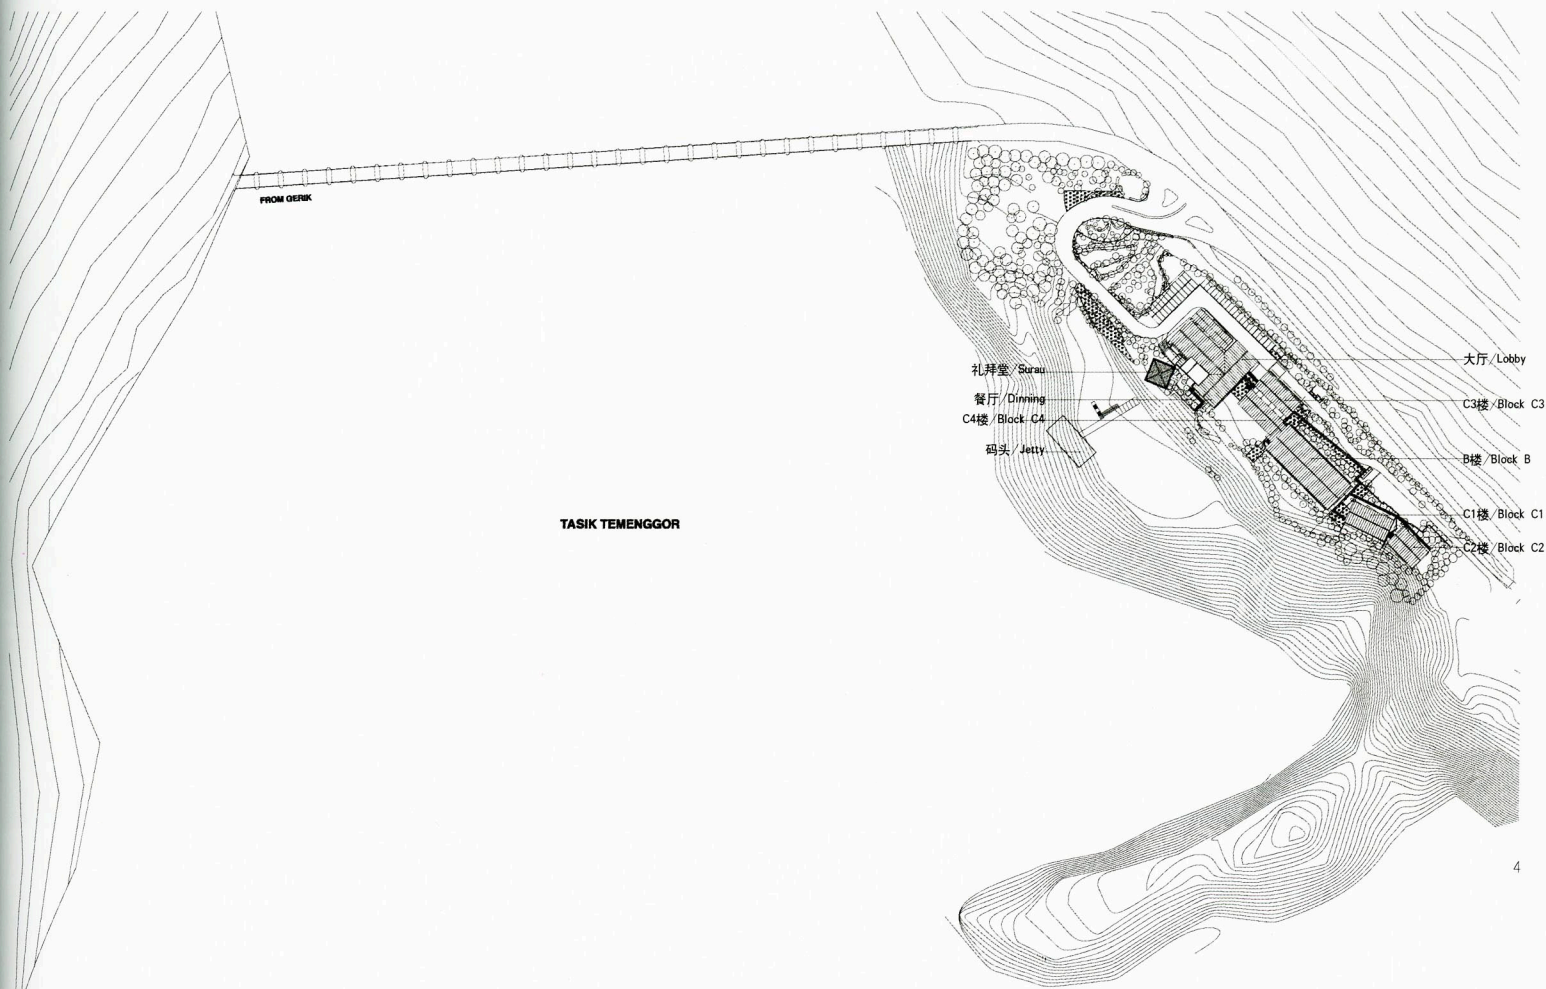 FROM GERIK
礼拜堂/Surau
餐厅/Dinning
C4楼/Block C4
码头/Jetty
大厅/Lobby
C3楼/Block C3
B楼/Block B
C1楼/Block C1
C2楼/Block C2
TASIK TEMENGGOR
4